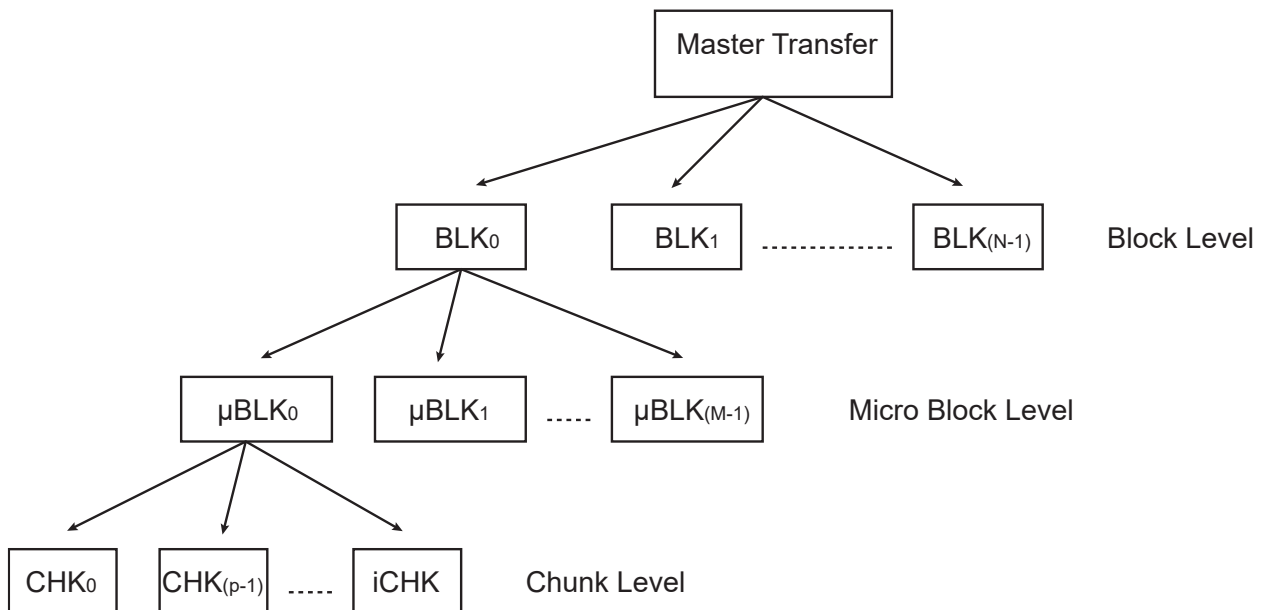 Master Transfer
BLK0 BLK1 BLK(N-1) Block Level
µBLK0 µBLK1 µBLK(M-1) Micro Block Level
CHK0 CHK(p-1) iCHK Chunk Level